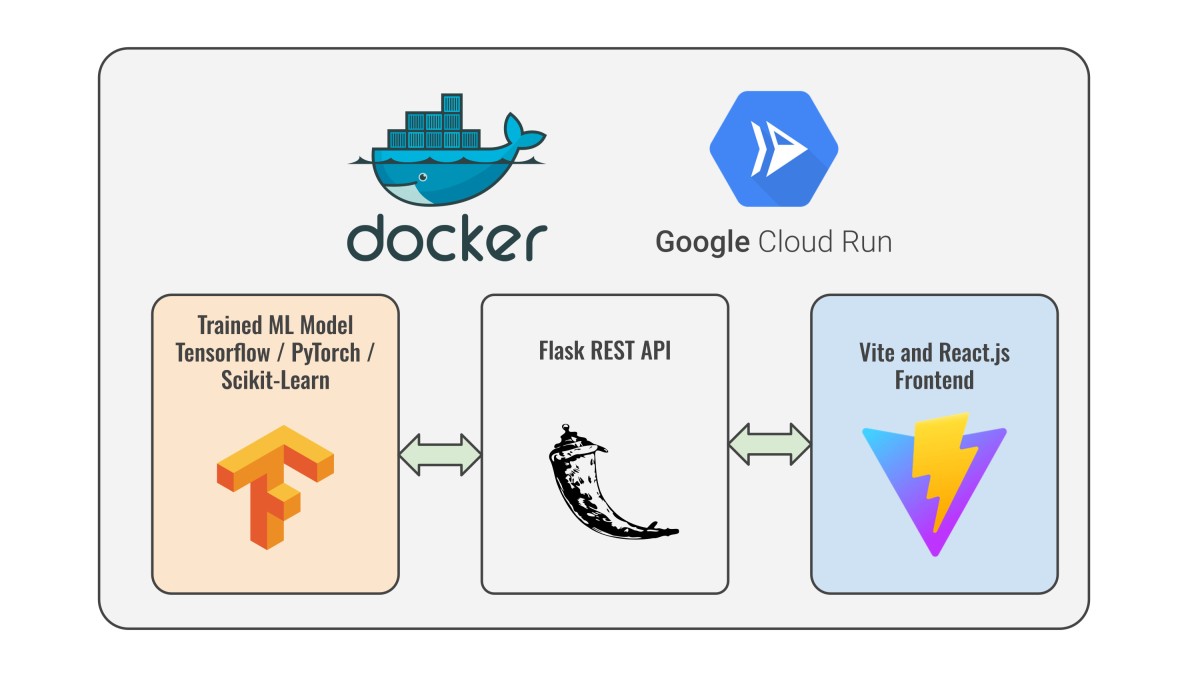 docker
Google Cloud Run
Trained ML Model
Tensorflow / PyTorch /
Scikit-Learn
Flask REST API
Vite and React.js
Frontend